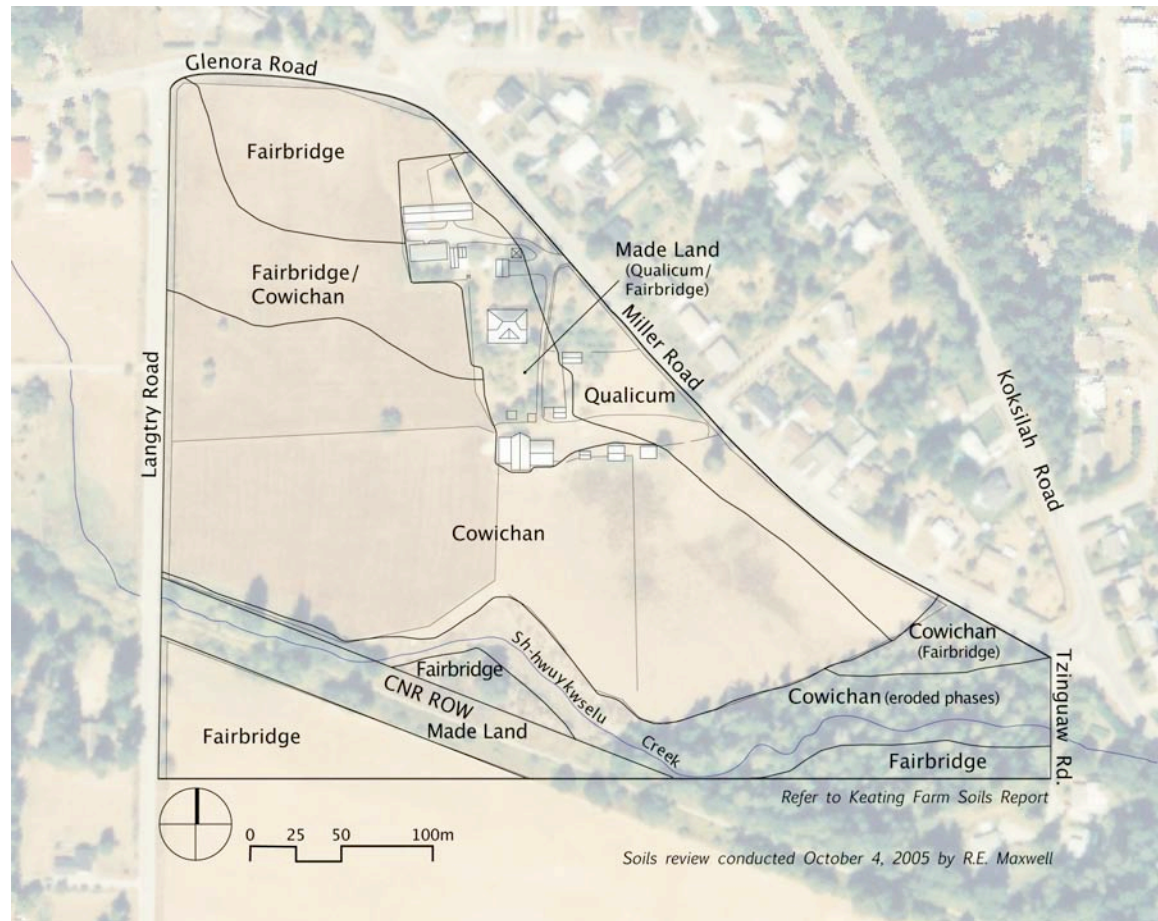 Glenora Road
Fairbridge
Made Land
(Qualicum/
Fairbridge)
Fairbridge/
Cowichan
Miller Road
Langtry Road
Koksilah Road
Qualicum
Cowichan
Sh-hwuykwselu
Creek
Cowichan
(Fairbridge)
Fairbridge
CNR ROW
Made Land
Cowichan (eroded phases)
Tzinguaw Rd.
Fairbridge
Fairbridge
Refer to Keating Farm Soils Report
0 25 50 100m
Soils review conducted October 4, 2005 by R.E. Maxwell